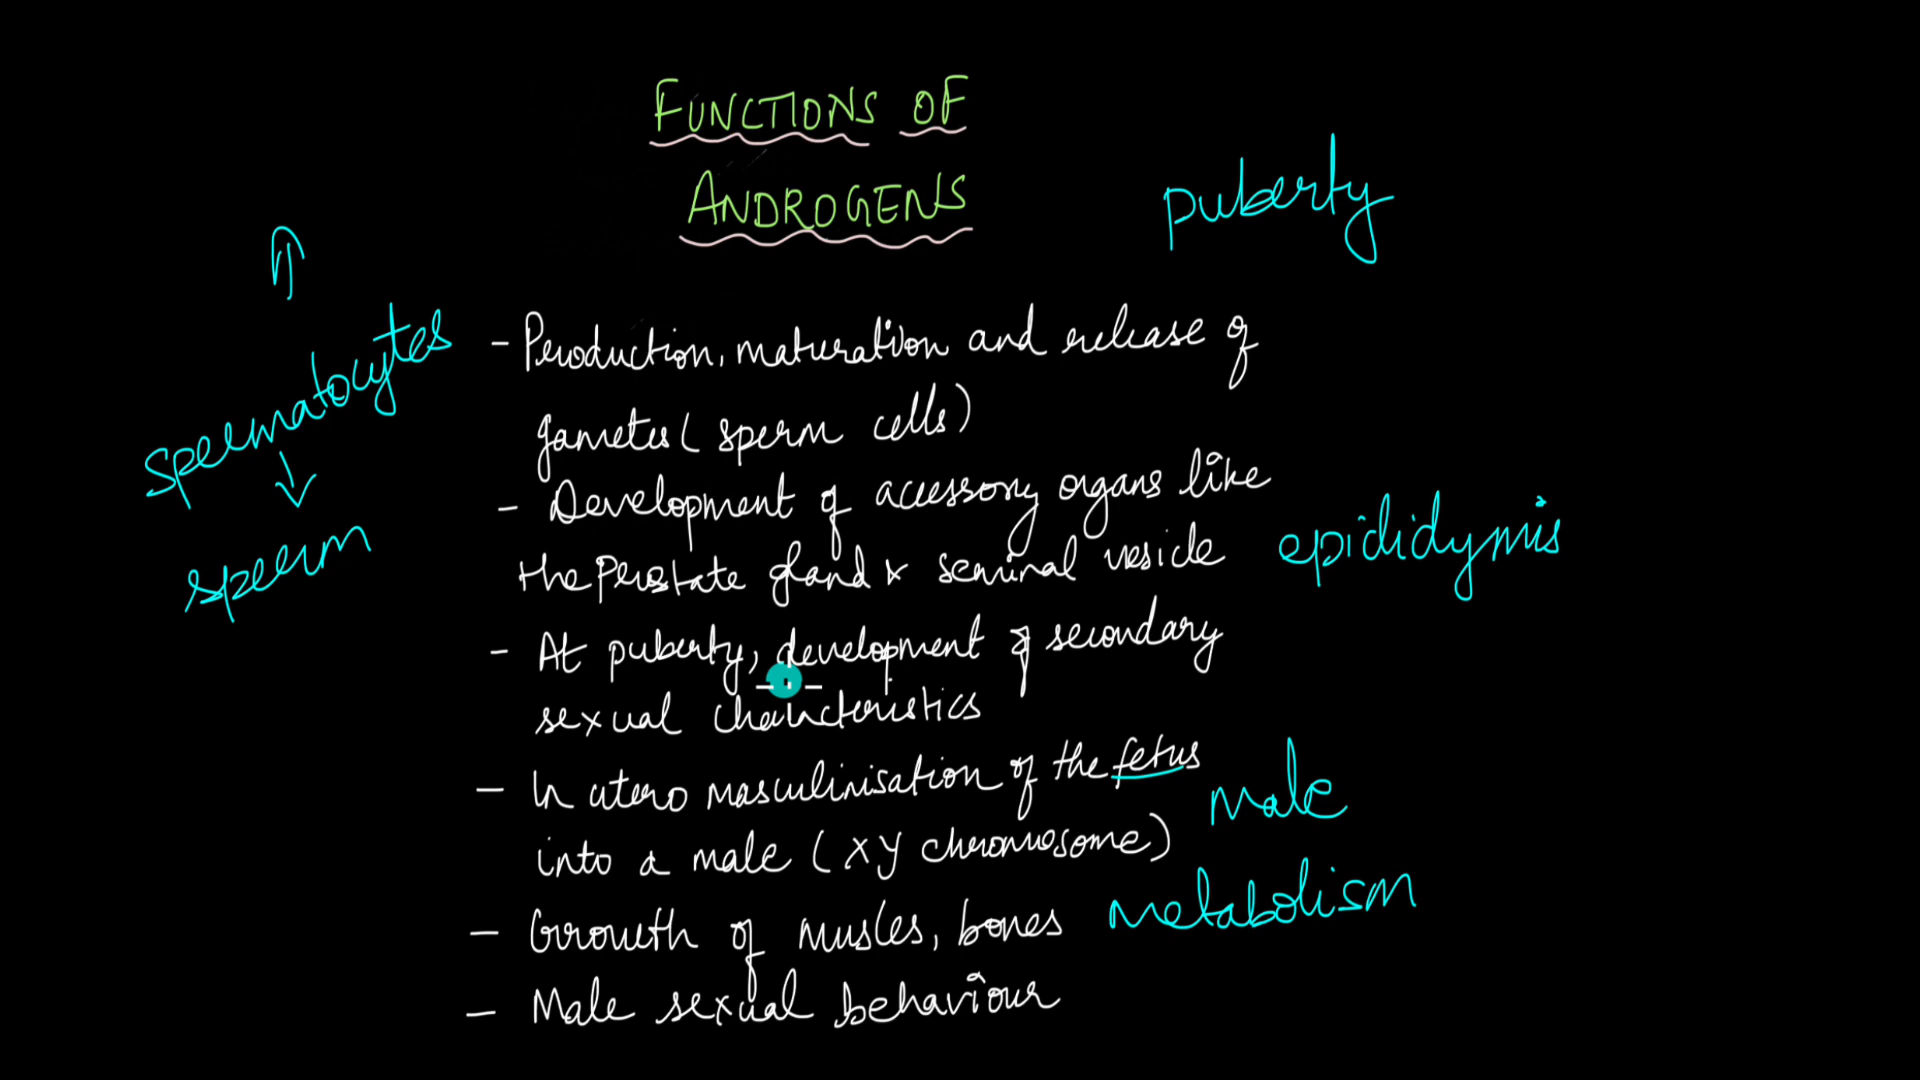 FUNCTIONS OF
ANDROGENS
puberty
spermatocytes
sperm
- Production, maturation and release of
gametes (sperm cells)
- Development of accessory organs like
the Prostate gland & seminal vesicle
epididymis
- At puberty, development of secondary
sexual characteristics
- In utero masculinisation of the fetus
into a male (XY chromosome)
Male
- Growth of muscles, bones
metabolism
- Male sexual behaviour